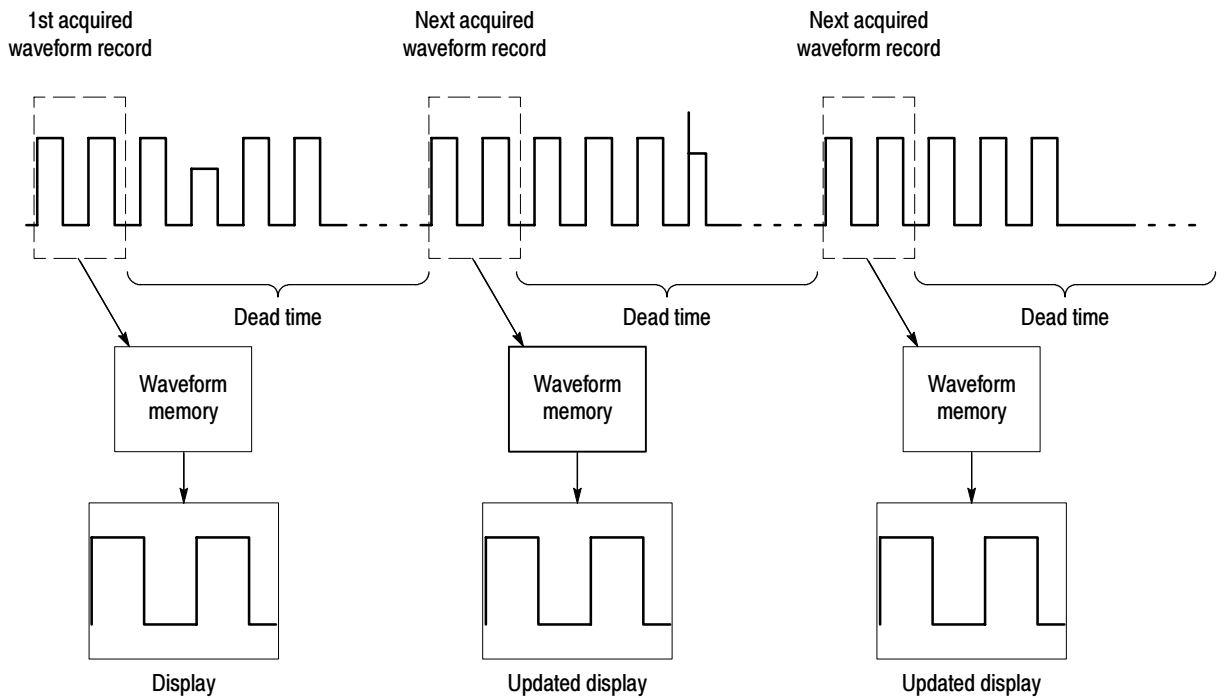 1st acquired
waveform record
Next acquired
waveform record
Next acquired
waveform record
Dead time
Dead time
Dead time
Waveform
memory
Waveform
memory
Waveform
memory
Display
Updated display
Updated display